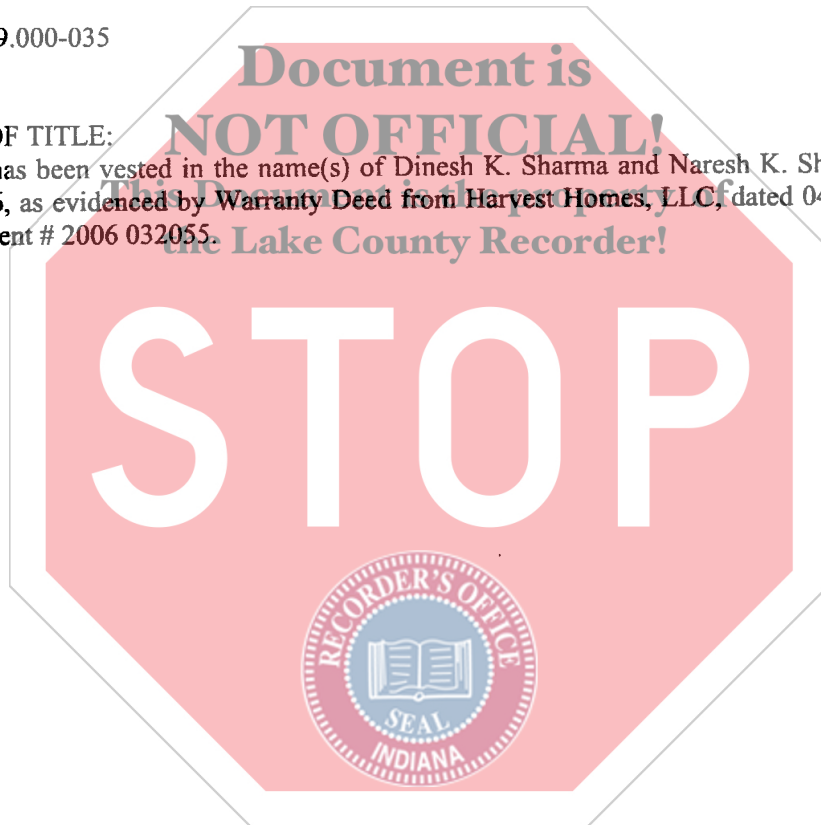 9.000-035
Document is
NOT OFFICIAL!
OF TITLE:
has been vested in the name(s) of Dinesh K. Sharma and Naresh K. Sh
, as evidenced by Warranty Deed from Harvest Homes, LLC, dated 04
ent # 2006 032055.
This Document is the property of
the Lake County Recorder!
STOP
RECORDER'S OFFICE
SEAL
INDIANA